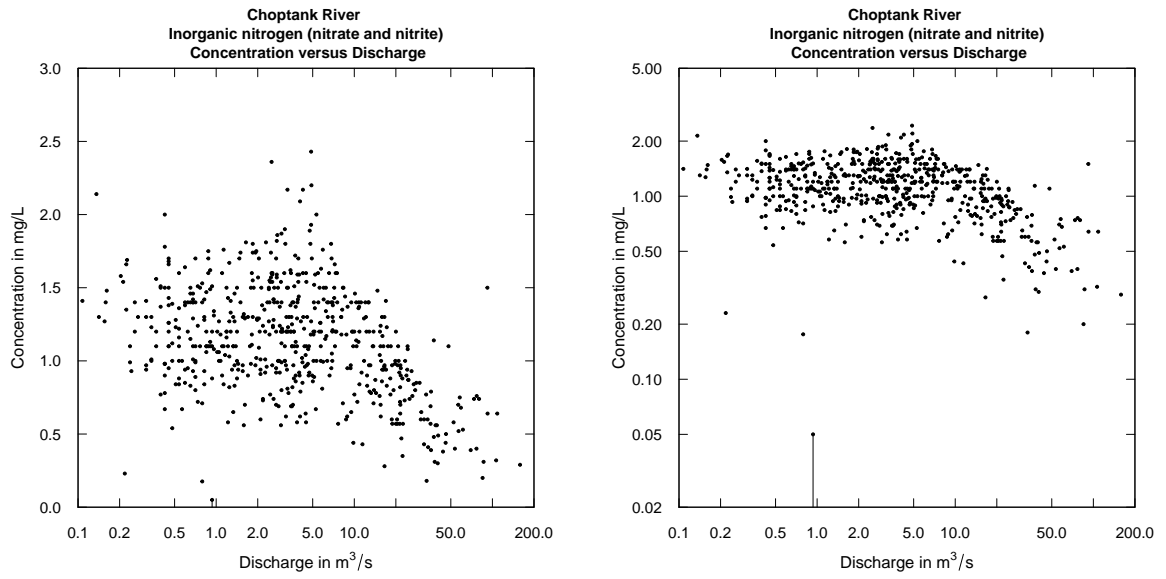 Choptank River
Inorganic nitrogen (nitrate and nitrite)
Concentration versus Discharge
3.0
2.5
2.0
1.5
1.0
0.5
0.0
Concentration in mg/L
0.1 0.2 0.5 1.0 2.0 5.0 10.0 50.0 200.0
Discharge in m³/s
Choptank River
Inorganic nitrogen (nitrate and nitrite)
Concentration versus Discharge
5.00
2.00
1.00
0.50
0.20
0.10
0.05
0.02
Concentration in mg/L
0.1 0.2 0.5 1.0 2.0 5.0 10.0 50.0 200.0
Discharge in m³/s